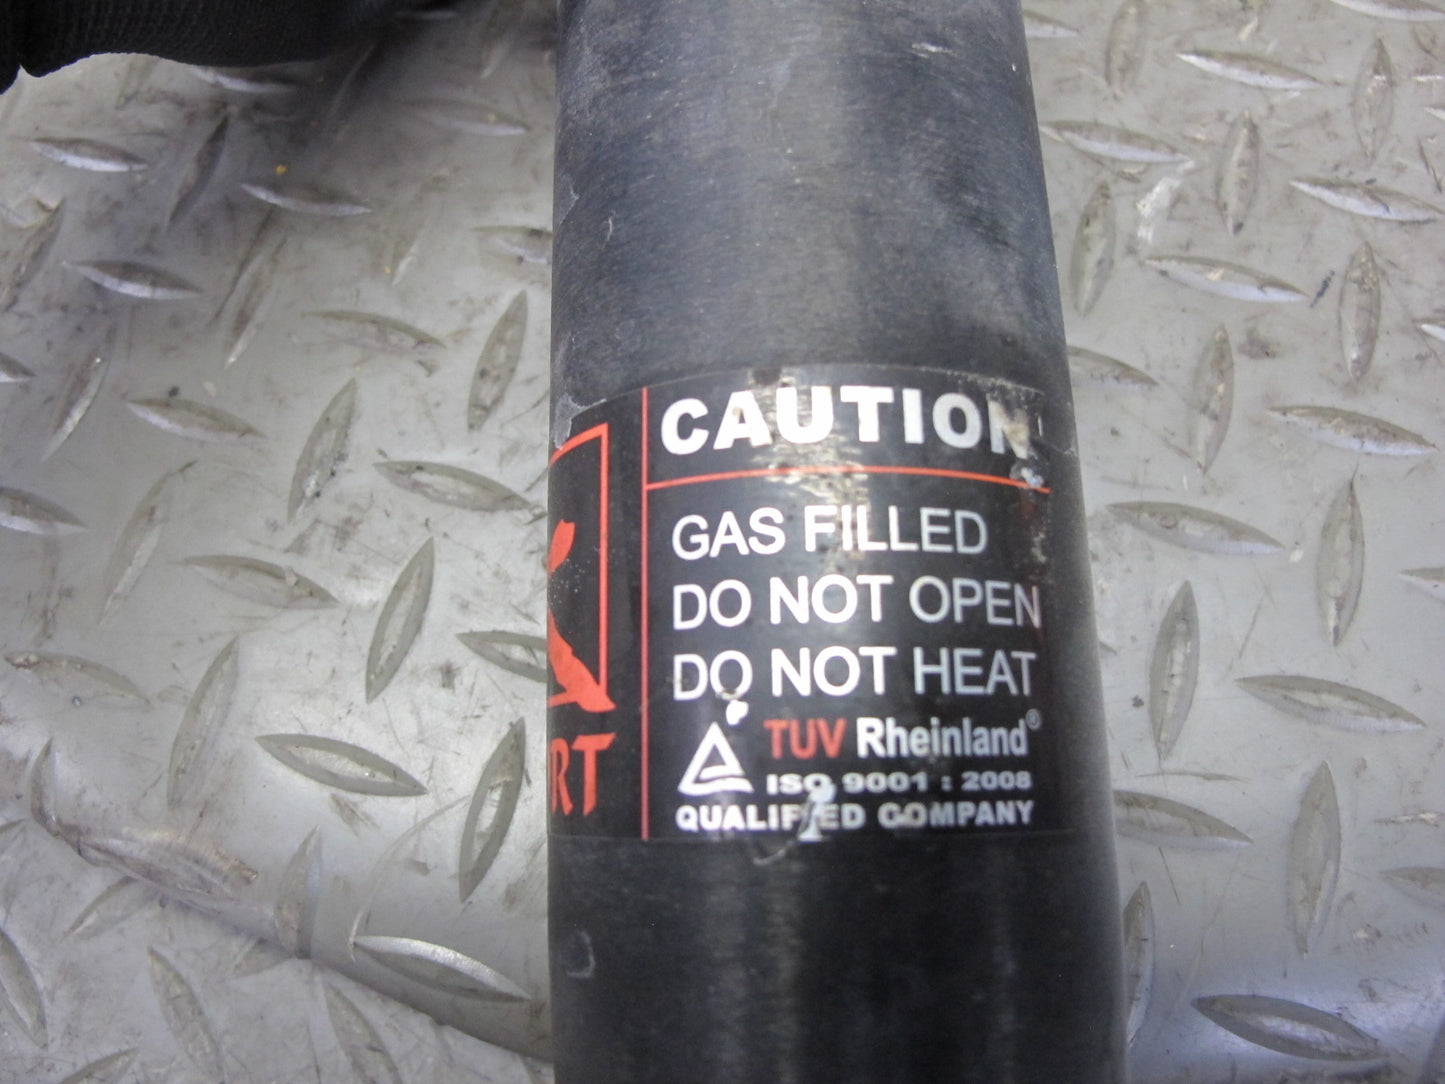 CAUTION
GAS FILLED
DO NOT OPEN
DO NOT HEAT
TUV Rheinland®
ISO 9001 : 2008
QUALIFIED COMPANY